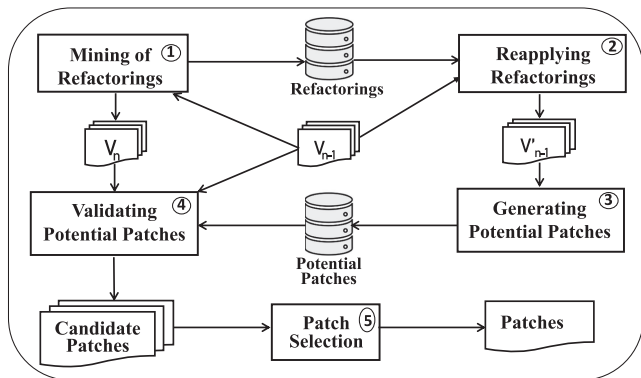 Mining of
Refactorings
1
Refactorings
Reapplying
Refactorings
2
Vn
Vn-1
V'n-1
Validating
Potential Patches
4
Potential
Patches
Generating
Potential Patches
3
Candidate
Patches
Patch
Selection
5
Patches